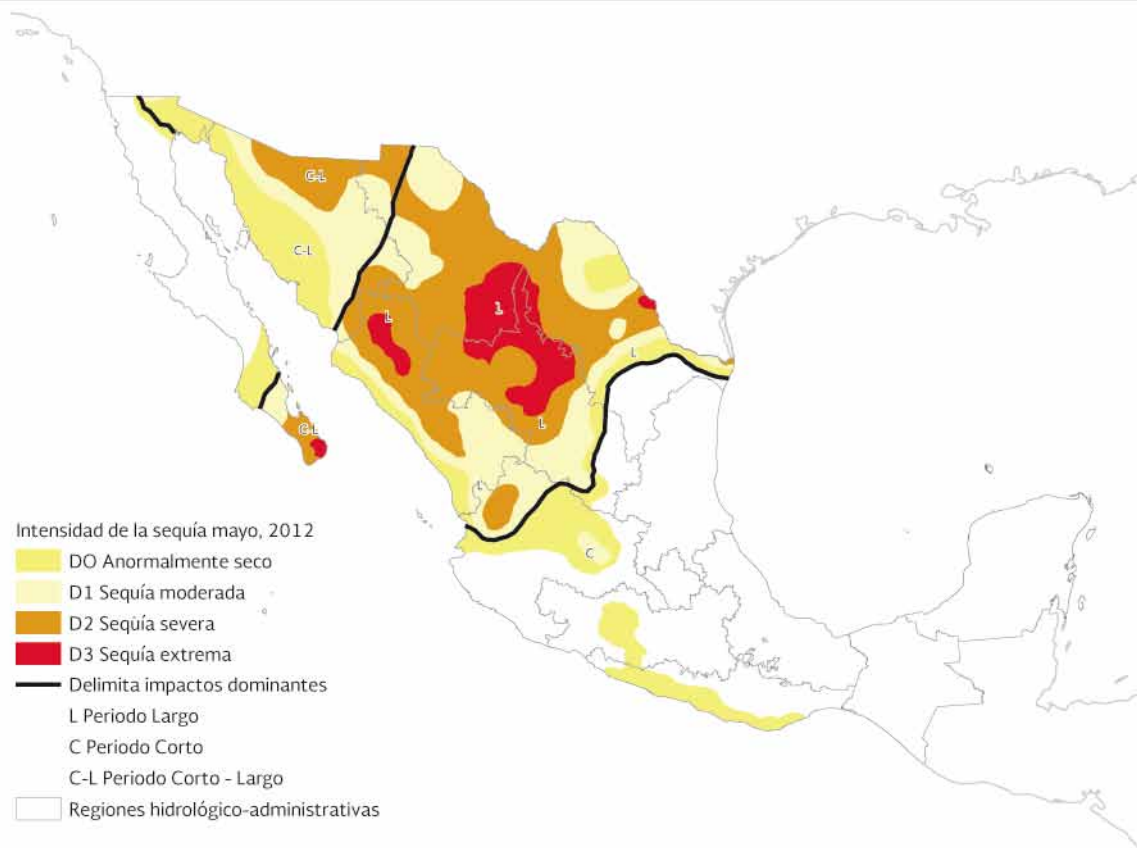 C-L
C-L
L
L
L
L
C-L
L
C
Intensidad de la sequía mayo, 2012
DO Anormalmente seco
D1 Sequía moderada
D2 Sequía severa
D3 Sequía extrema
Delimita impactos dominantes
L Periodo Largo
C Periodo Corto
C-L Periodo Corto - Largo
Regiones hidrológico-administrativas